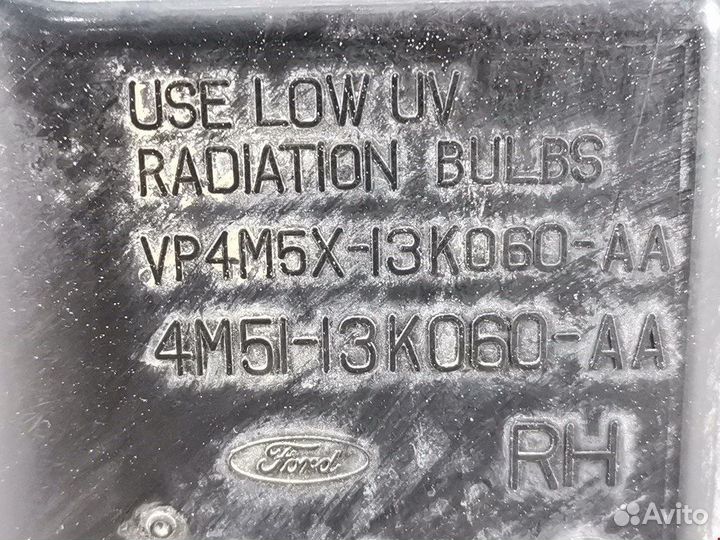 USE LOW UV
RADIATION BULBS
VP4M5X-13K060-AA
4M51-13K060-AA
Ford
RH
Avito